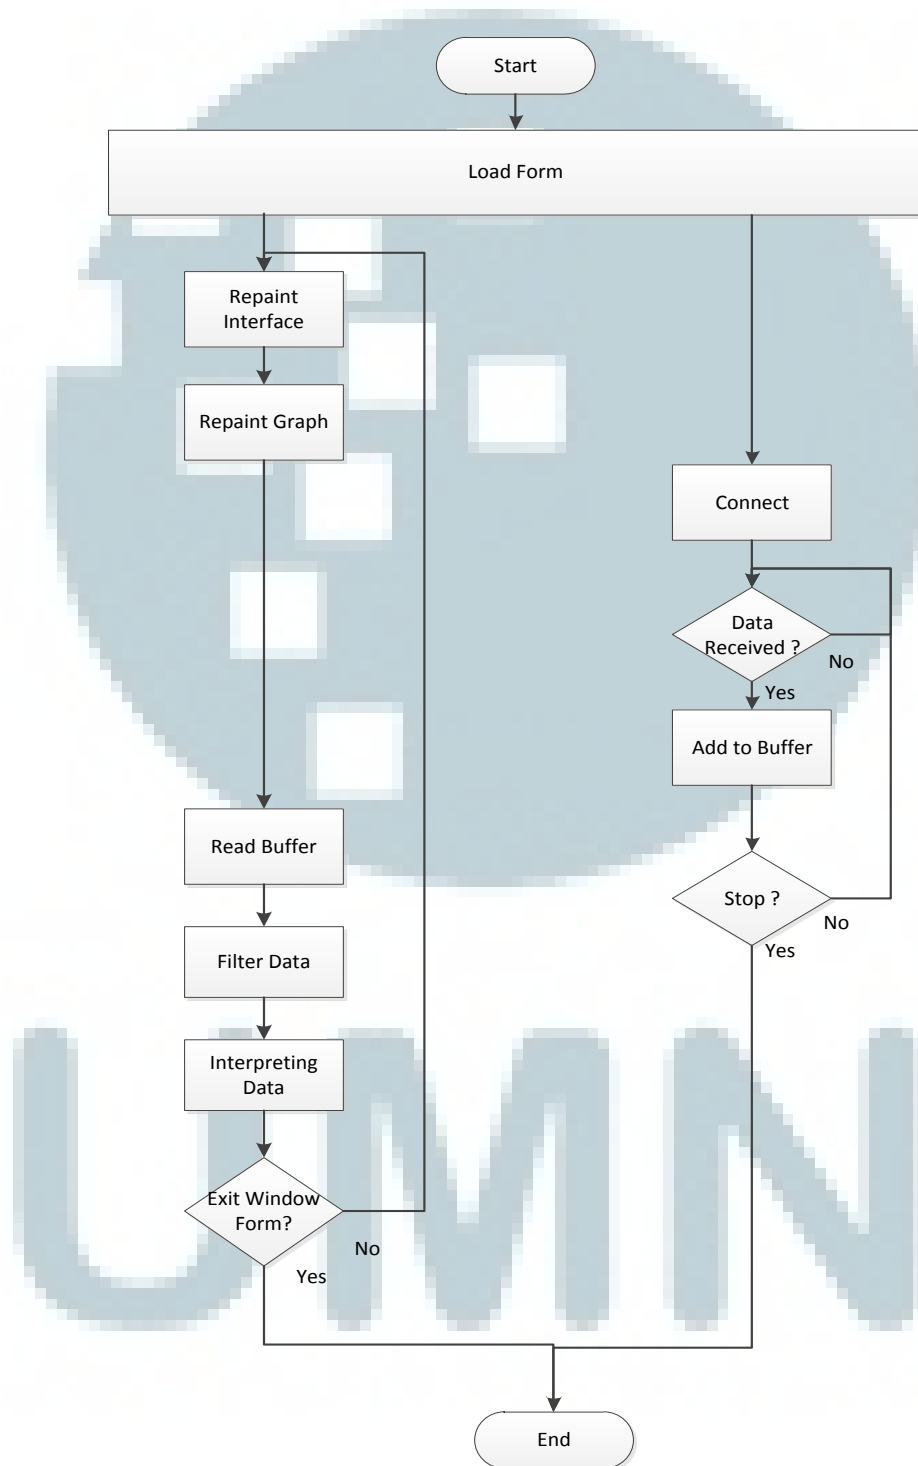 Start
Load Form
Repaint
Interface
Repaint Graph
Read Buffer
Filter Data
Interpreting
Data
Exit Window
Form?
No
Yes
Connect
Data
Received ?
No
Yes
Add to Buffer
Stop ?
No
Yes
End
UMN